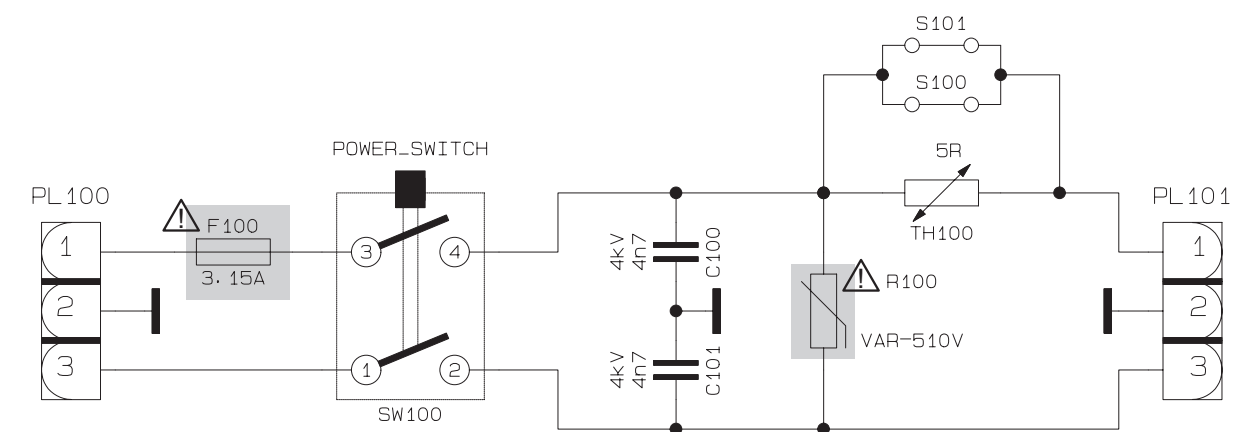 S101
S100
POWER_SWITCH
5R
PL100
PL101
F100
1
3
4
4kV
4n7
C100
TH100
1
3.15A
R100
2
2
VAR-510V
3
1
2
4kV
4n7
C101
3
SW100